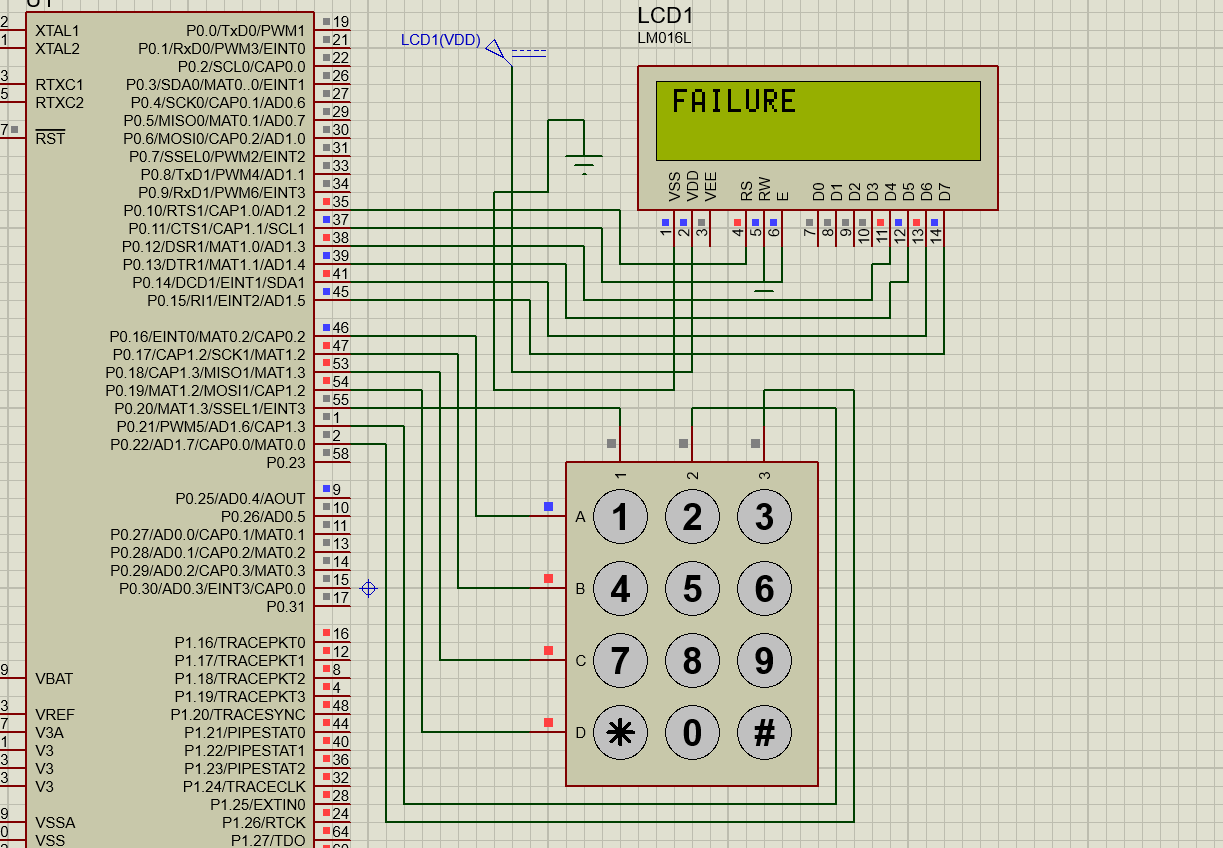 U1
XTAL1
XTAL2
RTXC1
RTXC2
RST
VBAT
VREF
V3A
V3
V3
V3
VSSA
VSS
P0.0/TxD0/PWM1 19
P0.1/RxD0/PWM3/EINT0 21
P0.2/SCL0/CAP0.0 22
P0.3/SDA0/MAT0..0/EINT1 26
P0.4/SCK0/CAP0.1/AD0.6 27
P0.5/MISO0/MAT0.1/AD0.7 29
P0.6/MOSI0/CAP0.2/AD1.0 30
P0.7/SSEL0/PWM2/EINT2 31
P0.8/TxD1/PWM4/AD1.1 33
P0.9/RxD1/PWM6/EINT3 34
P0.10/RTS1/CAP1.0/AD1.2 35
P0.11/CTS1/CAP1.1/SCL1 37
P0.12/DSR1/MAT1.0/AD1.3 38
P0.13/DTR1/MAT1.1/AD1.4 39
P0.14/DCD1/EINT1/SDA1 41
P0.15/RI1/EINT2/AD1.5 45
P0.16/EINT0/MAT0.2/CAP0.2 46
P0.17/CAP1.2/SCK1/MAT1.2 47
P0.18/CAP1.3/MISO1/MAT1.3 53
P0.19/MAT1.2/MOSI1/CAP1.2 54
P0.20/MAT1.3/SSEL1/EINT3 55
P0.21/PWM5/AD1.6/CAP1.3 1
P0.22/AD1.7/CAP0.0/MAT0.0 2
P0.23 58
P0.25/AD0.4/AOUT 9
P0.26/AD0.5 10
P0.27/AD0.0/CAP0.1/MAT0.1 11
P0.28/AD0.1/CAP0.2/MAT0.2 13
P0.29/AD0.2/CAP0.3/MAT0.3 14
P0.30/AD0.3/EINT3/CAP0.0 15
P0.31 17
P1.16/TRACEPKT0 16
P1.17/TRACEPKT1 12
P1.18/TRACEPKT2 8
P1.19/TRACEPKT3 4
P1.20/TRACESYNC 48
P1.21/PIPESTAT0 44
P1.22/PIPESTAT1 40
P1.23/PIPESTAT2 36
P1.24/TRACECLK 32
P1.25/EXTIN0 28
P1.26/RTCK 24
P1.27/TDO 64
LCD1(VDD)
LCD1
LM016L
FAILURE
VSS VDD VEE RS RW E D0 D1 D2 D3 D4 D5 D6 D7
1 2 3 4 5 6 7 8 9 10 11 12 13 14
1 2 3
A 1 2 3
B 4 5 6
C 7 8 9
D * 0 #